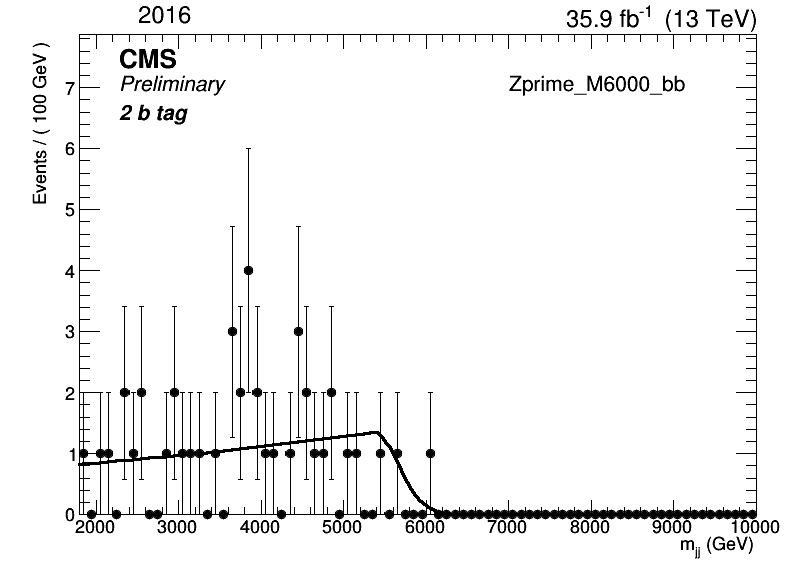 2016 35.9 fb⁻¹ (13 TeV)
CMS
Preliminary
2 b tag
Zprime_M6000_bb
Events / ( 100 GeV )
7
6
5
4
3
2
1
0
2000 3000 4000 5000 6000 7000 8000 9000 10000
m_jj (GeV)